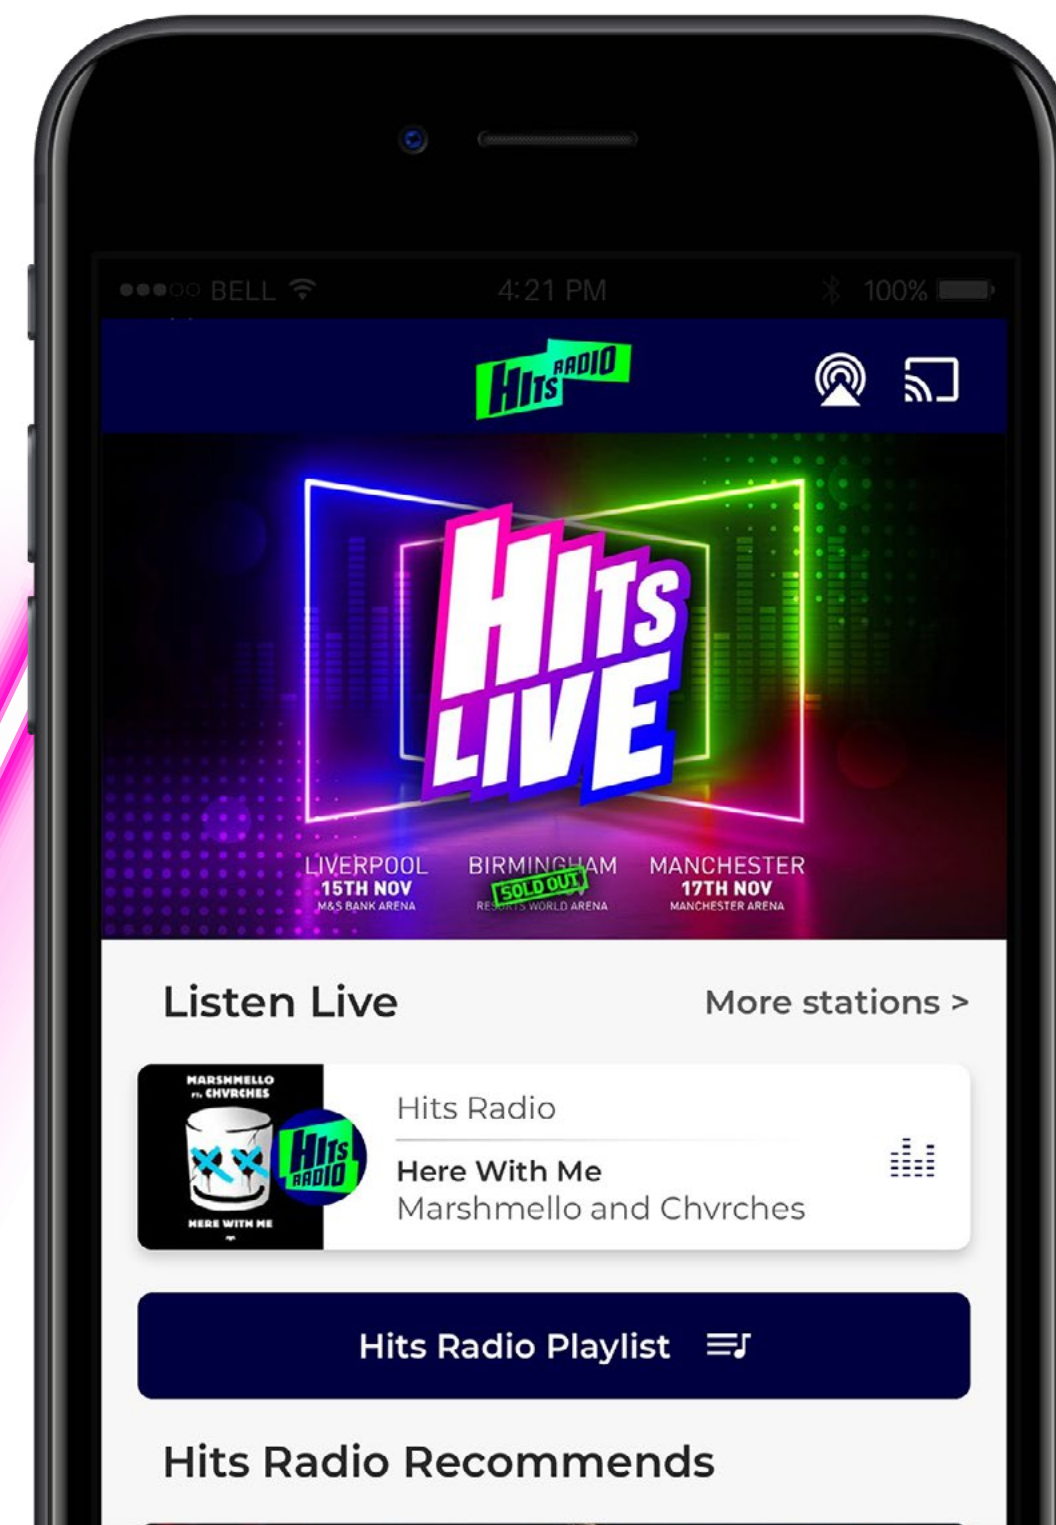 BELL 4:21 PM 100%
HITS RADIO
HITS
LIVE
LIVERPOOL
15TH NOV
M&S BANK ARENA
BIRMINGHAM
SOLD OUT
RESORTS WORLD ARENA
MANCHESTER
17TH NOV
MANCHESTER ARENA
Listen Live More stations >
MARSHMELLO
FT. CHVRCHES
HERE WITH ME
HITS
RADIO
Hits Radio
Here With Me
Marshmello and Chvrches
Hits Radio Playlist
Hits Radio Recommends